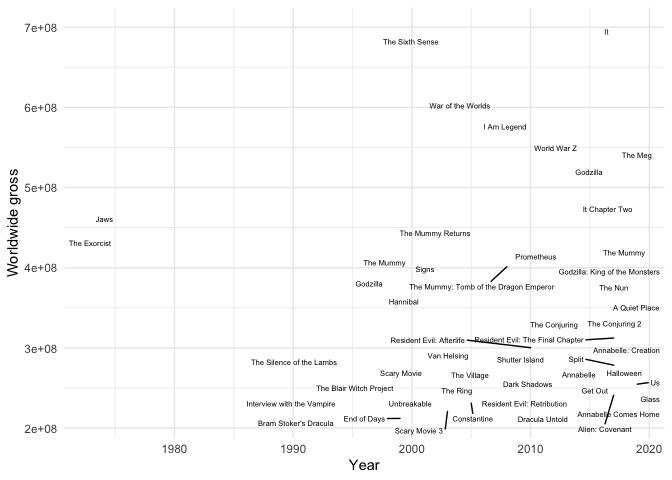 7e+08
It
The Sixth Sense
6e+08
War of the Worlds
I Am Legend
World War Z
The Meg
Godzilla
5e+08
It Chapter Two
Jaws
The Mummy Returns
The Exorcist
The Mummy
Prometheus
4e+08
The Mummy
Signs
Godzilla: King of the Monsters
Godzilla
The Mummy: Tomb of the Dragon Emperor
The Nun
Hannibal
A Quiet Place
The Conjuring
The Conjuring 2
Resident Evil: Afterlife
Resident Evil: The Final Chapter
3e+08
Annabelle: Creation
Van Helsing
Shutter Island
Split
The Silence of the Lambs
Scary Movie
The Village
Annabelle
Halloween
The Blair Witch Project
The Ring
Dark Shadows
Get Out
Us
Interview with the Vampire
Unbreakable
Resident Evil: Retribution
Glass
Bram Stoker's Dracula
End of Days
Constantine
Dracula Untold
Annabelle Comes Home
2e+08
Scary Movie 3
Alien: Covenant
1980
1990
2000
2010
2020
Year
Worldwide gross